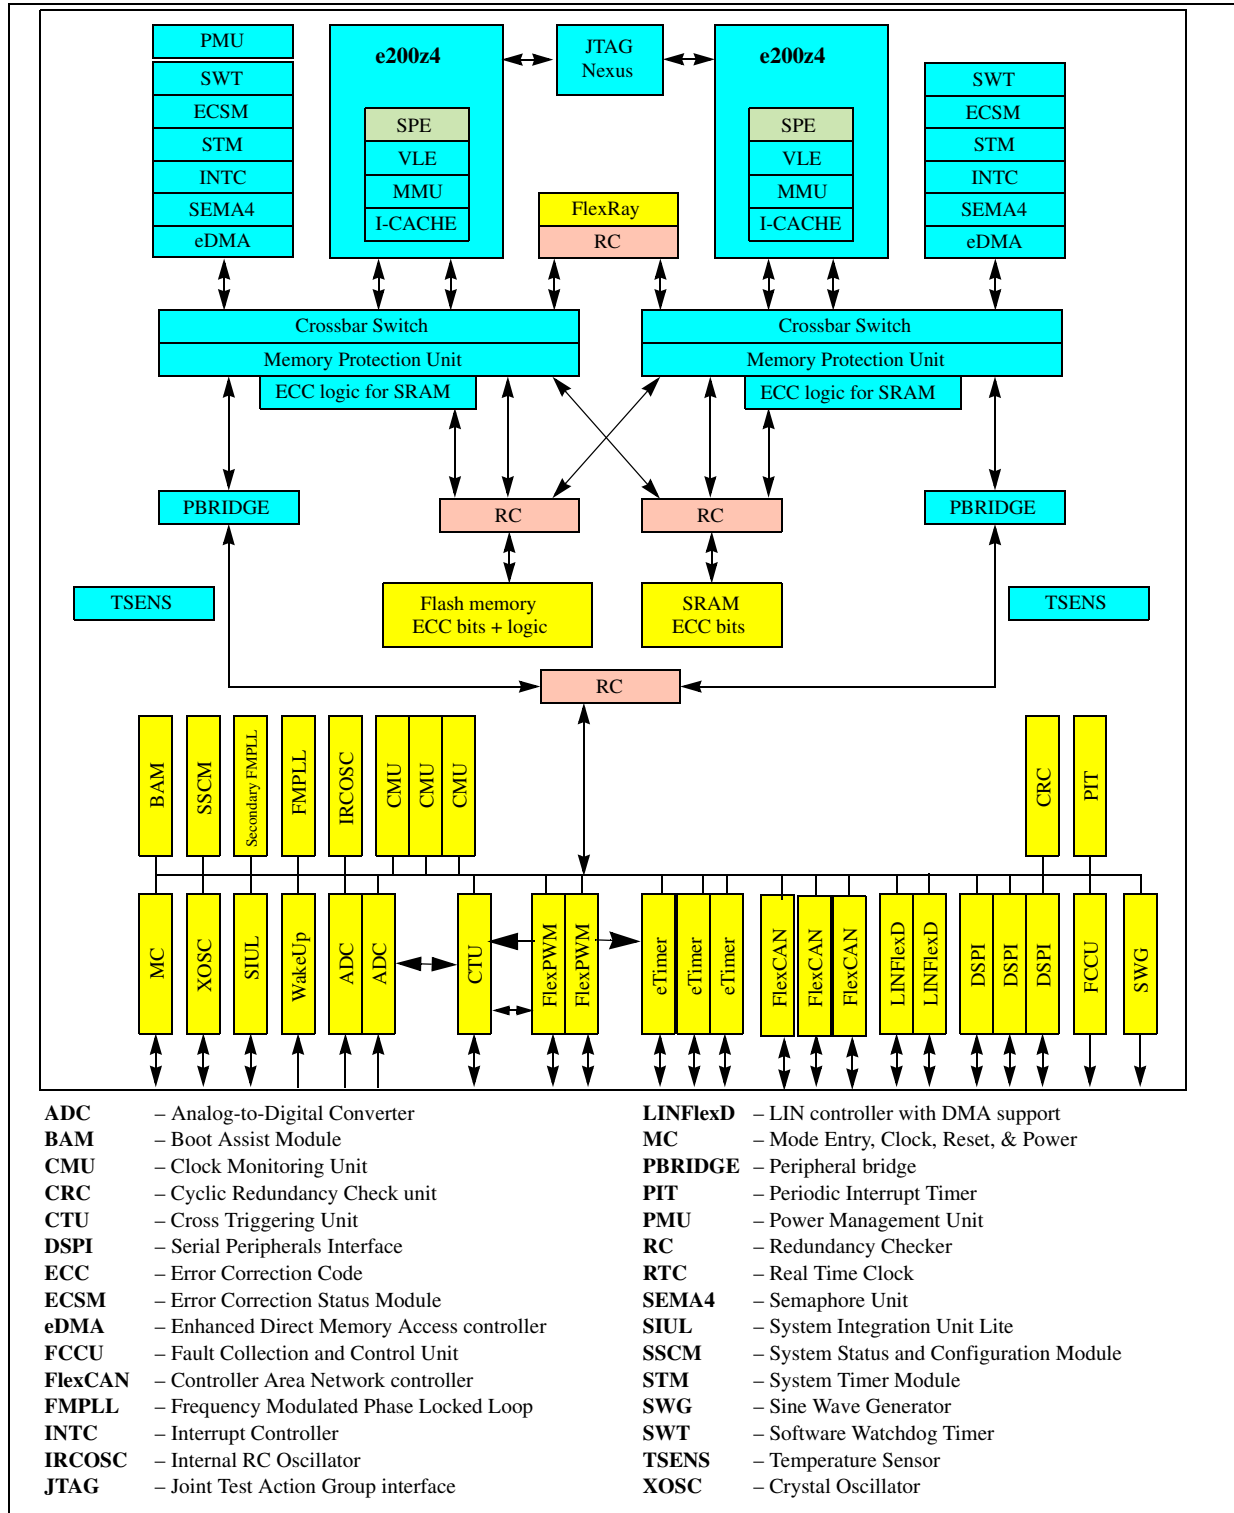 PMU
SWT
ECSM
STM
INTC
SEMA4
eDMA
e200z4
SPE
VLE
MMU
I-CACHE
JTAG
Nexus
e200z4
SPE
VLE
MMU
I-CACHE
SWT
ECSM
STM
INTC
SEMA4
eDMA
FlexRay
RC
Crossbar Switch
Memory Protection Unit
ECC logic for SRAM
Crossbar Switch
Memory Protection Unit
ECC logic for SRAM
PBRIDGE
RC
RC
PBRIDGE
TSENS
Flash memory
ECC bits + logic
SRAM
ECC bits
TSENS
RC
BAM
SSCM
Secondary FMPLL
FMPLL
IRCOSC
CMU
CMU
CMU
CRC
PIT
MC
XOSC
SIUL
WakeUp
ADC
ADC
CTU
FlexPWM
FlexPWM
eTimer
eTimer
eTimer
FlexCAN
FlexCAN
FlexCAN
LINFlexD
LINFlexD
DSPI
DSPI
DSPI
FCCU
SWG
ADC – Analog-to-Digital Converter
BAM – Boot Assist Module
CMU – Clock Monitoring Unit
CRC – Cyclic Redundancy Check unit
CTU – Cross Triggering Unit
DSPI – Serial Peripherals Interface
ECC – Error Correction Code
ECSM – Error Correction Status Module
eDMA – Enhanced Direct Memory Access controller
FCCU – Fault Collection and Control Unit
FlexCAN – Controller Area Network controller
FMPLL – Frequency Modulated Phase Locked Loop
INTC – Interrupt Controller
IRCOSC – Internal RC Oscillator
JTAG – Joint Test Action Group interface
LINFlexD – LIN controller with DMA support
MC – Mode Entry, Clock, Reset, & Power
PBRIDGE – Peripheral bridge
PIT – Periodic Interrupt Timer
PMU – Power Management Unit
RC – Redundancy Checker
RTC – Real Time Clock
SEMA4 – Semaphore Unit
SIUL – System Integration Unit Lite
SSCM – System Status and Configuration Module
STM – System Timer Module
SWG – Sine Wave Generator
SWT – Software Watchdog Timer
TSENS – Temperature Sensor
XOSC – Crystal Oscillator